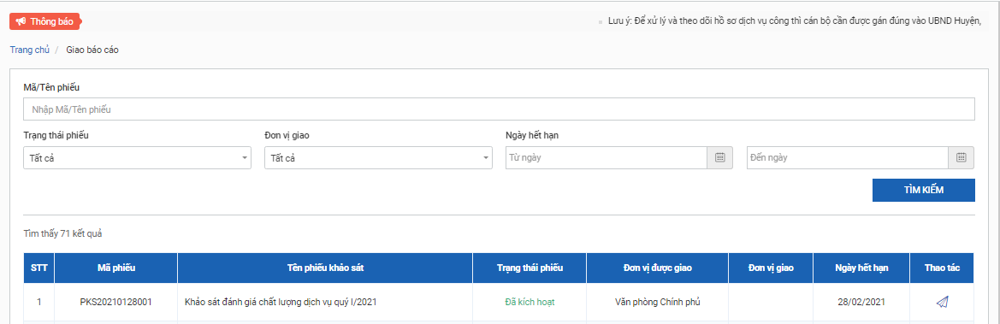 Thông báo
Lưu ý: Để xử lý và theo dõi hồ sơ dịch vụ công thì cán bộ cần được gán đúng vào UBND Huyện,
Trang chủ / Giao báo cáo
Mã/Tên phiếu
Nhập Mã/Tên phiếu
Trạng thái phiếu Đơn vị giao Ngày hết hạn
Tất cả Tất cả Từ ngày Đến ngày
TÌM KIẾM
Tìm thấy 71 kết quả
STT Mã phiếu Tên phiếu khảo sát Trạng thái phiếu Đơn vị được giao Đơn vị giao Ngày hết hạn Thao tác
1 PKS20210128001 Khảo sát đánh giá chất lượng dịch vụ quý I/2021 Đã kích hoạt Văn phòng Chính phủ 28/02/2021